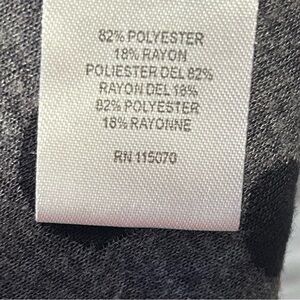 82% POLYESTER
18% RAYON
POLIESTER DEL 82%
RAYON DEL 18%
82% POLYESTER
18% RAYONNE
RN 115070